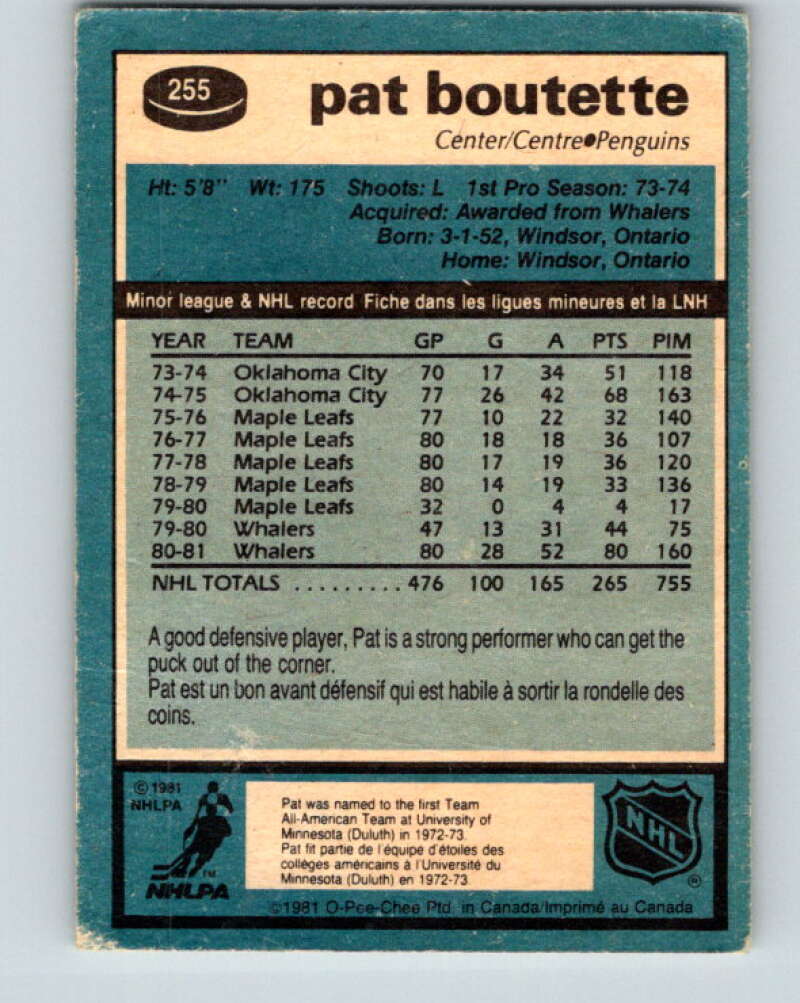 255
pat boutette
Center/Centre●Penguins
Ht: 5'8" Wt: 175 Shoots: L 1st Pro Season: 73-74
Acquired: Awarded from Whalers
Born: 3-1-52, Windsor, Ontario
Home: Windsor, Ontario
Minor league & NHL record Fiche dans les ligues mineures et la LNH
YEAR TEAM GP G A PTS PIM
73-74 Oklahoma City 70 17 34 51 118
74-75 Oklahoma City 77 26 42 68 163
75-76 Maple Leafs 77 10 22 32 140
76-77 Maple Leafs 80 18 18 36 107
77-78 Maple Leafs 80 17 19 36 120
78-79 Maple Leafs 80 14 19 33 136
79-80 Maple Leafs 32 0 4 4 17
79-80 Whalers 47 13 31 44 75
80-81 Whalers 80 28 52 80 160
NHL TOTALS ......... 476 100 165 265 755
A good defensive player, Pat is a strong performer who can get the
puck out of the corner.
Pat est un bon avant défensif qui est habile à sortir la rondelle des
coins.
© 1981
NHLPA
TM
NHLPA
Pat was named to the first Team
All-American Team at University of
Minnesota (Duluth) in 1972-73.
Pat fit partie de l'équipe d'étoiles des
collèges américains à l'Université du
Minnesota (Duluth) en 1972-73.
NHL
®
©1981 O-Pee-Chee Ptd. in Canada/Imprimé au Canada